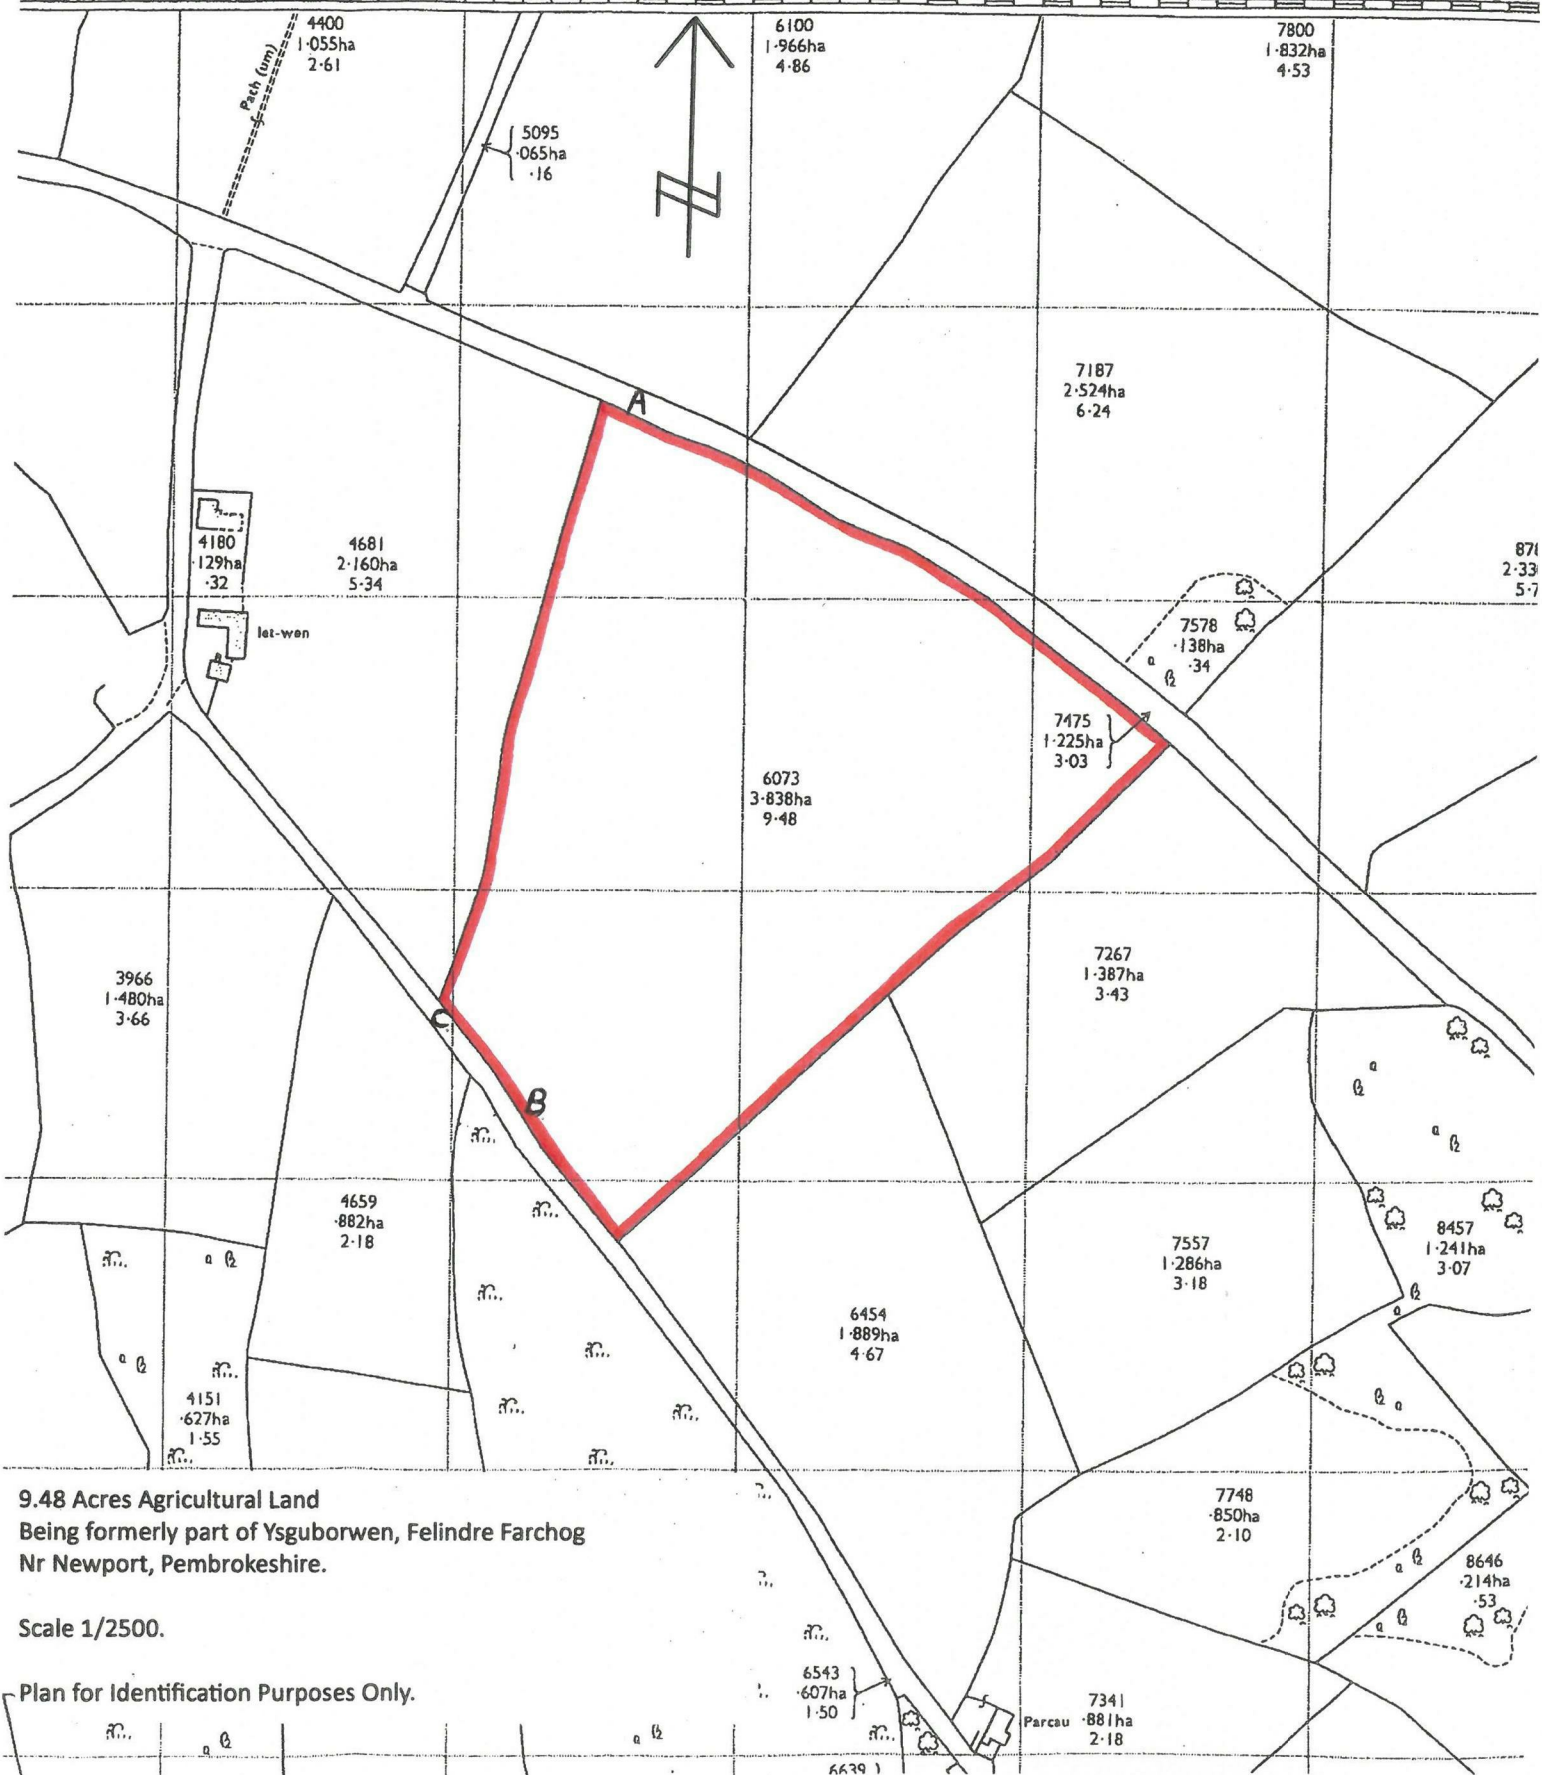 4400
1·055ha
2·61
6100
1·966ha
4·86
7800
1·832ha
4·53
Path (um)
5095
·065ha
·16
N
7187
2·524ha
6·24
A
4180
·129ha
·32
4681
2·160ha
5·34
2·33
7578
·138ha
·34
let-wen
7475
1·225ha
3·03
6073
3·838ha
9·48
3966
1·480ha
3·66
7267
1·387ha
3·43
C
B
4659
·882ha
2·18
7557
1·286ha
3·18
8457
1·241ha
3·07
6454
1·889ha
4·67
4151
·627ha
1·55
9.48 Acres Agricultural Land
Being formerly part of Ysguborwen, Felindre Farchog
Nr Newport, Pembrokeshire.
Scale 1/2500.
Plan for Identification Purposes Only.
7748
·850ha
2·10
8646
·214ha
·53
6543
·607ha
1·50
Parcau
7341
·881ha
2·18
6639